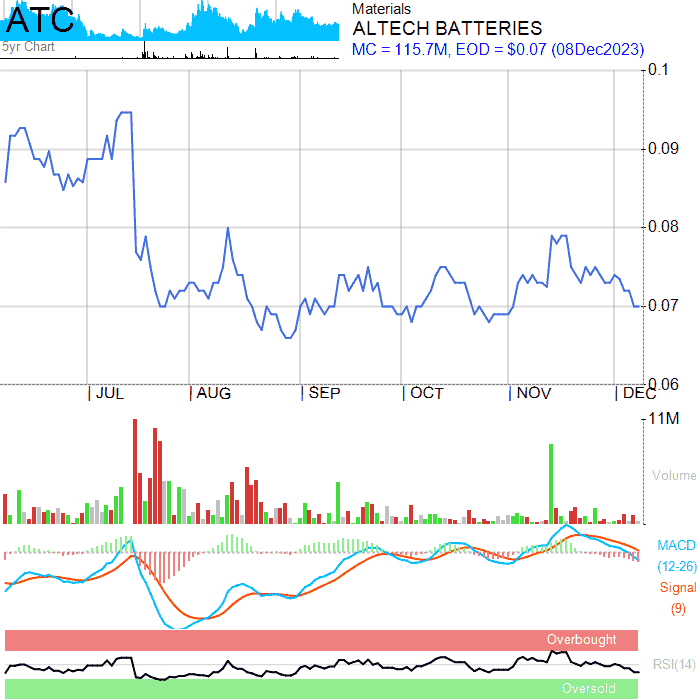 ATC
5yr Chart
Materials
ALTECH BATTERIES
MC = 115.7M, EOD = $0.07 (08Dec2023)
0.1
0.09
0.08
0.07
0.06
JUL AUG SEP OCT NOV DEC
11M
Volume
MACD
(12-26)
Signal
(9)
Overbought
RSI(14)
Oversold